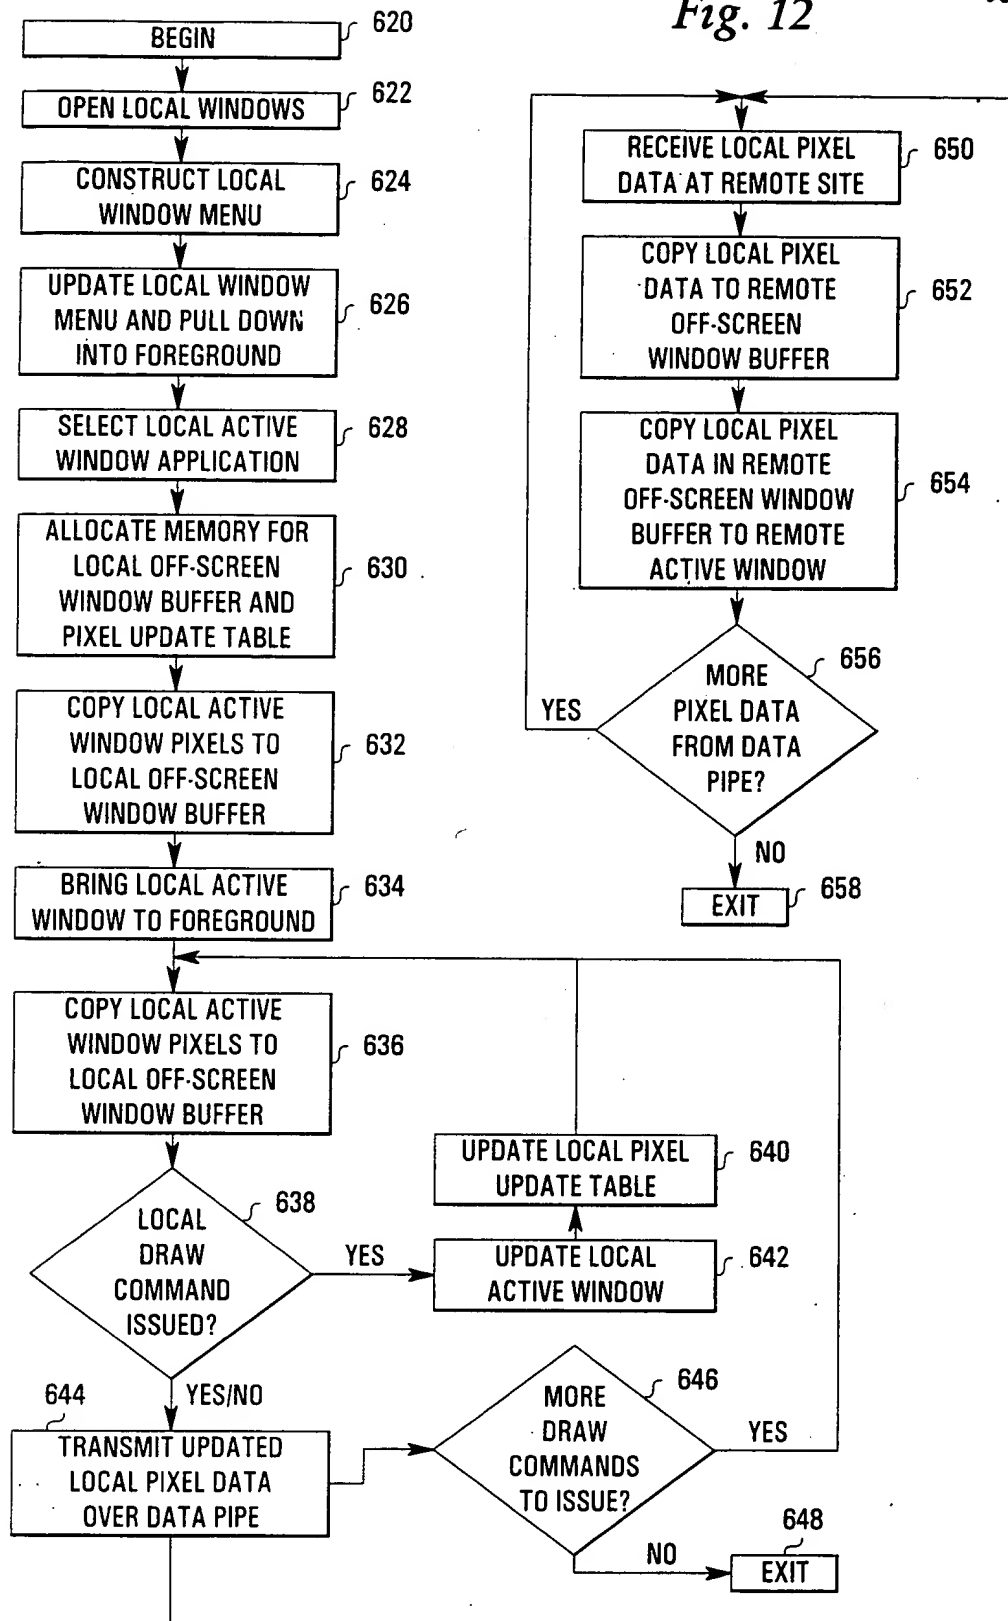 Fig. 12
BEGIN
620
OPEN LOCAL WINDOWS
622
CONSTRUCT LOCAL
WINDOW MENU
624
UPDATE LOCAL WINDOW
MENU AND PULL DOWN
INTO FOREGROUND
626
SELECT LOCAL ACTIVE
WINDOW APPLICATION
628
ALLOCATE MEMORY FOR
LOCAL OFF-SCREEN
WINDOW BUFFER AND
PIXEL UPDATE TABLE
630
COPY LOCAL ACTIVE
WINDOW PIXELS TO
LOCAL OFF-SCREEN
WINDOW BUFFER
632
BRING LOCAL ACTIVE
WINDOW TO FOREGROUND
634
COPY LOCAL ACTIVE
WINDOW PIXELS TO
LOCAL OFF-SCREEN
WINDOW BUFFER
636
LOCAL
DRAW
COMMAND
ISSUED?
638
YES
UPDATE LOCAL PIXEL
UPDATE TABLE
640
UPDATE LOCAL
ACTIVE WINDOW
642
YES/NO
644
TRANSMIT UPDATED
LOCAL PIXEL DATA
OVER DATA PIPE
MORE
DRAW
COMMANDS
TO ISSUE?
646
YES
NO
648
EXIT
RECEIVE LOCAL PIXEL
DATA AT REMOTE SITE
650
COPY LOCAL PIXEL
DATA TO REMOTE
OFF-SCREEN
WINDOW BUFFER
652
COPY LOCAL PIXEL
DATA IN REMOTE
OFF-SCREEN WINDOW
BUFFER TO REMOTE
ACTIVE WINDOW
654
MORE
PIXEL DATA
FROM DATA
PIPE?
656
YES
NO
EXIT
658